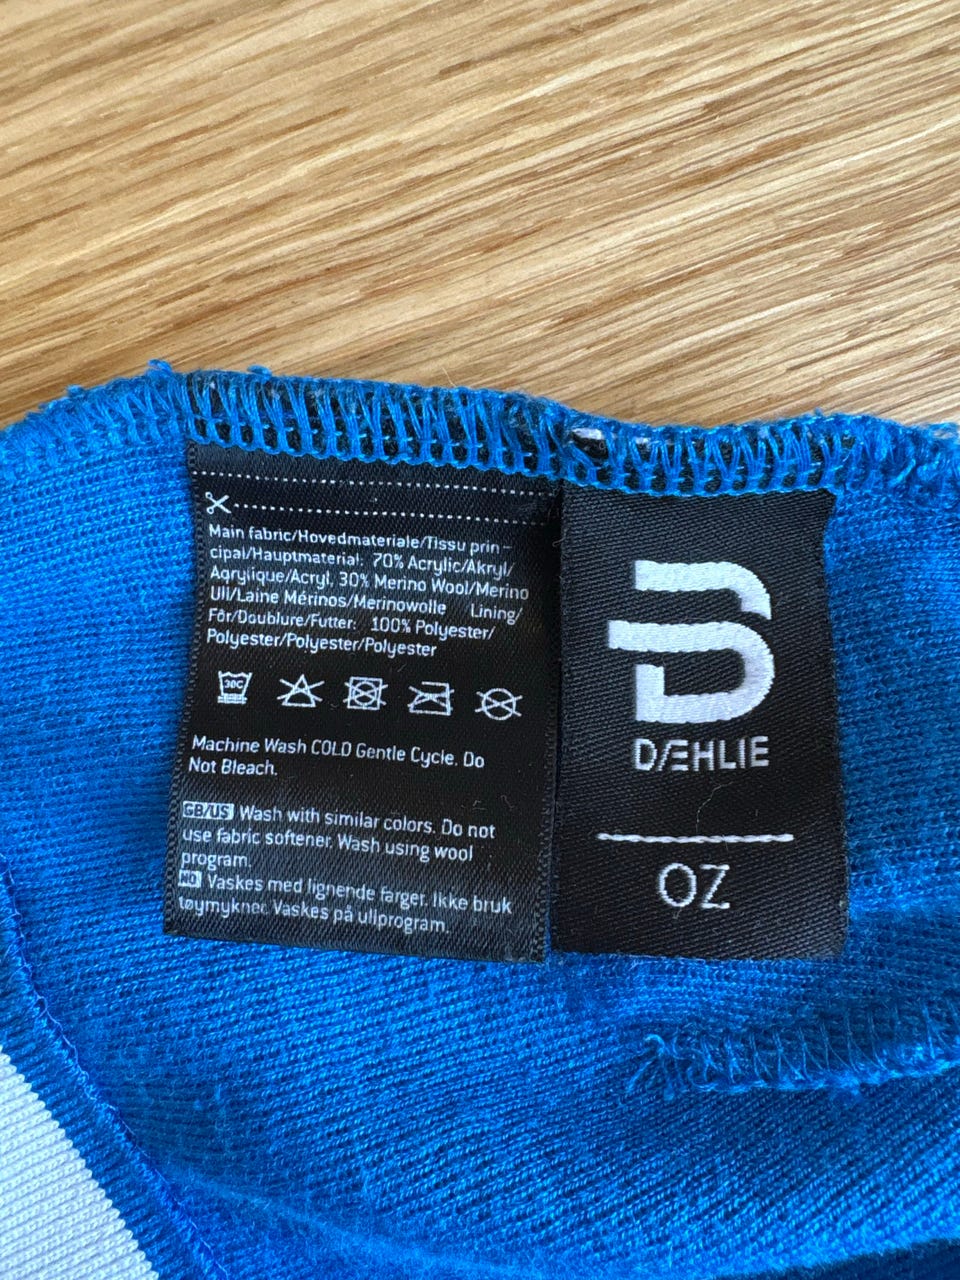 Main fabric/Hovedmateriale/Tissu prin –
cipal/Hauptmaterial: 70% Acrylic/Akryl/
Aqrylique/Acryl, 30% Merino Wool/Merino
Ull/Laine Mérinos/Merinowolle Lining/
Fôr/Doublure/Futter: 100% Polyester/
Polyester/Polyester/Polyester
30C
Machine Wash COLD Gentle Cycle. Do
Not Bleach.
GB/US Wash with similar colors. Do not
use fabric softener. Wash using wool
program.
NO Vaskes med lignende farger. Ikke bruk
tøymykner. Vaskes på ullprogram.
DÆHLIE
OZ